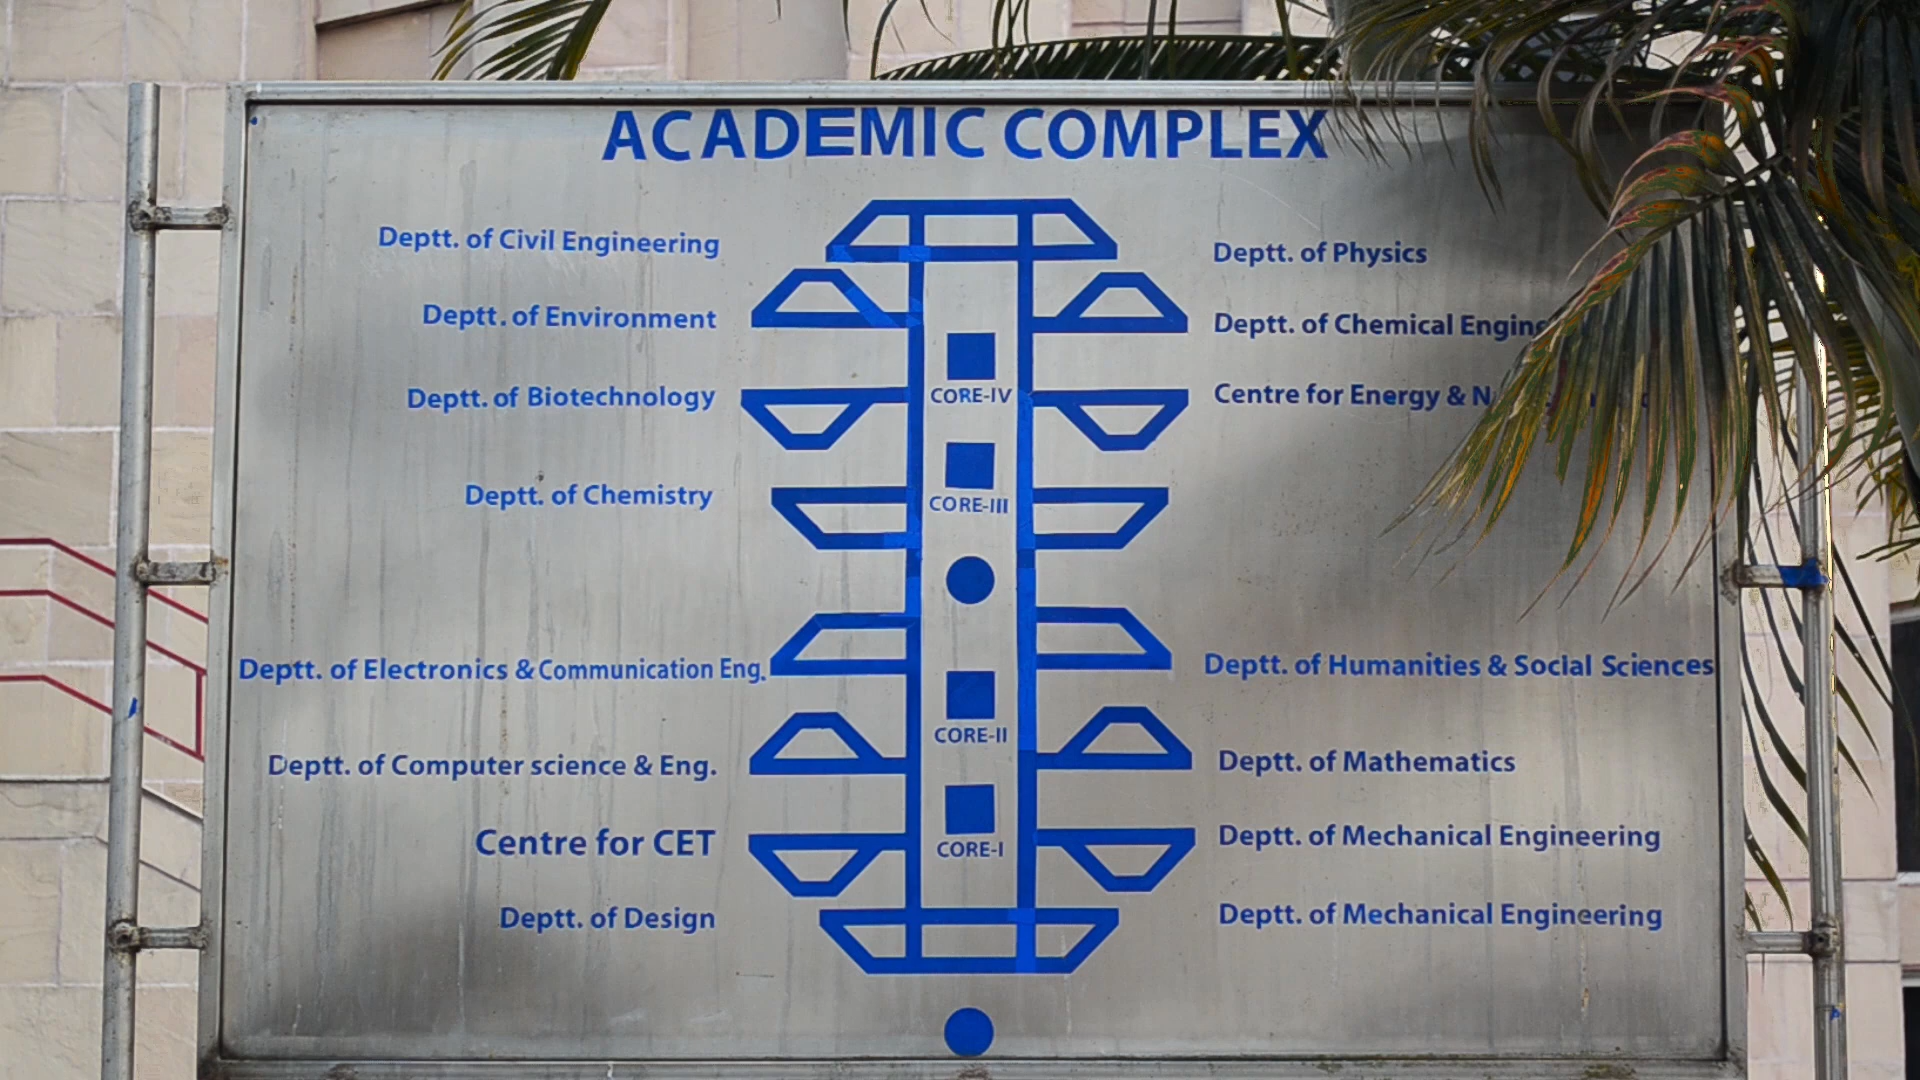 ACADEMIC COMPLEX
Deptt. of Civil Engineering
Deptt. of Environment
Deptt. of Biotechnology
Deptt. of Chemistry
Deptt. of Electronics & Communication Eng.
Deptt. of Computer science & Eng.
Centre for CET
Deptt. of Design
CORE-IV
CORE-III
CORE-II
CORE-I
Deptt. of Physics
Deptt. of Chemical
Centre for Energy &
Deptt. of Humanities & Social Sciences
Deptt. of Mathematics
Deptt. of Mechanical Engineering
Deptt. of Mechanical Engineering